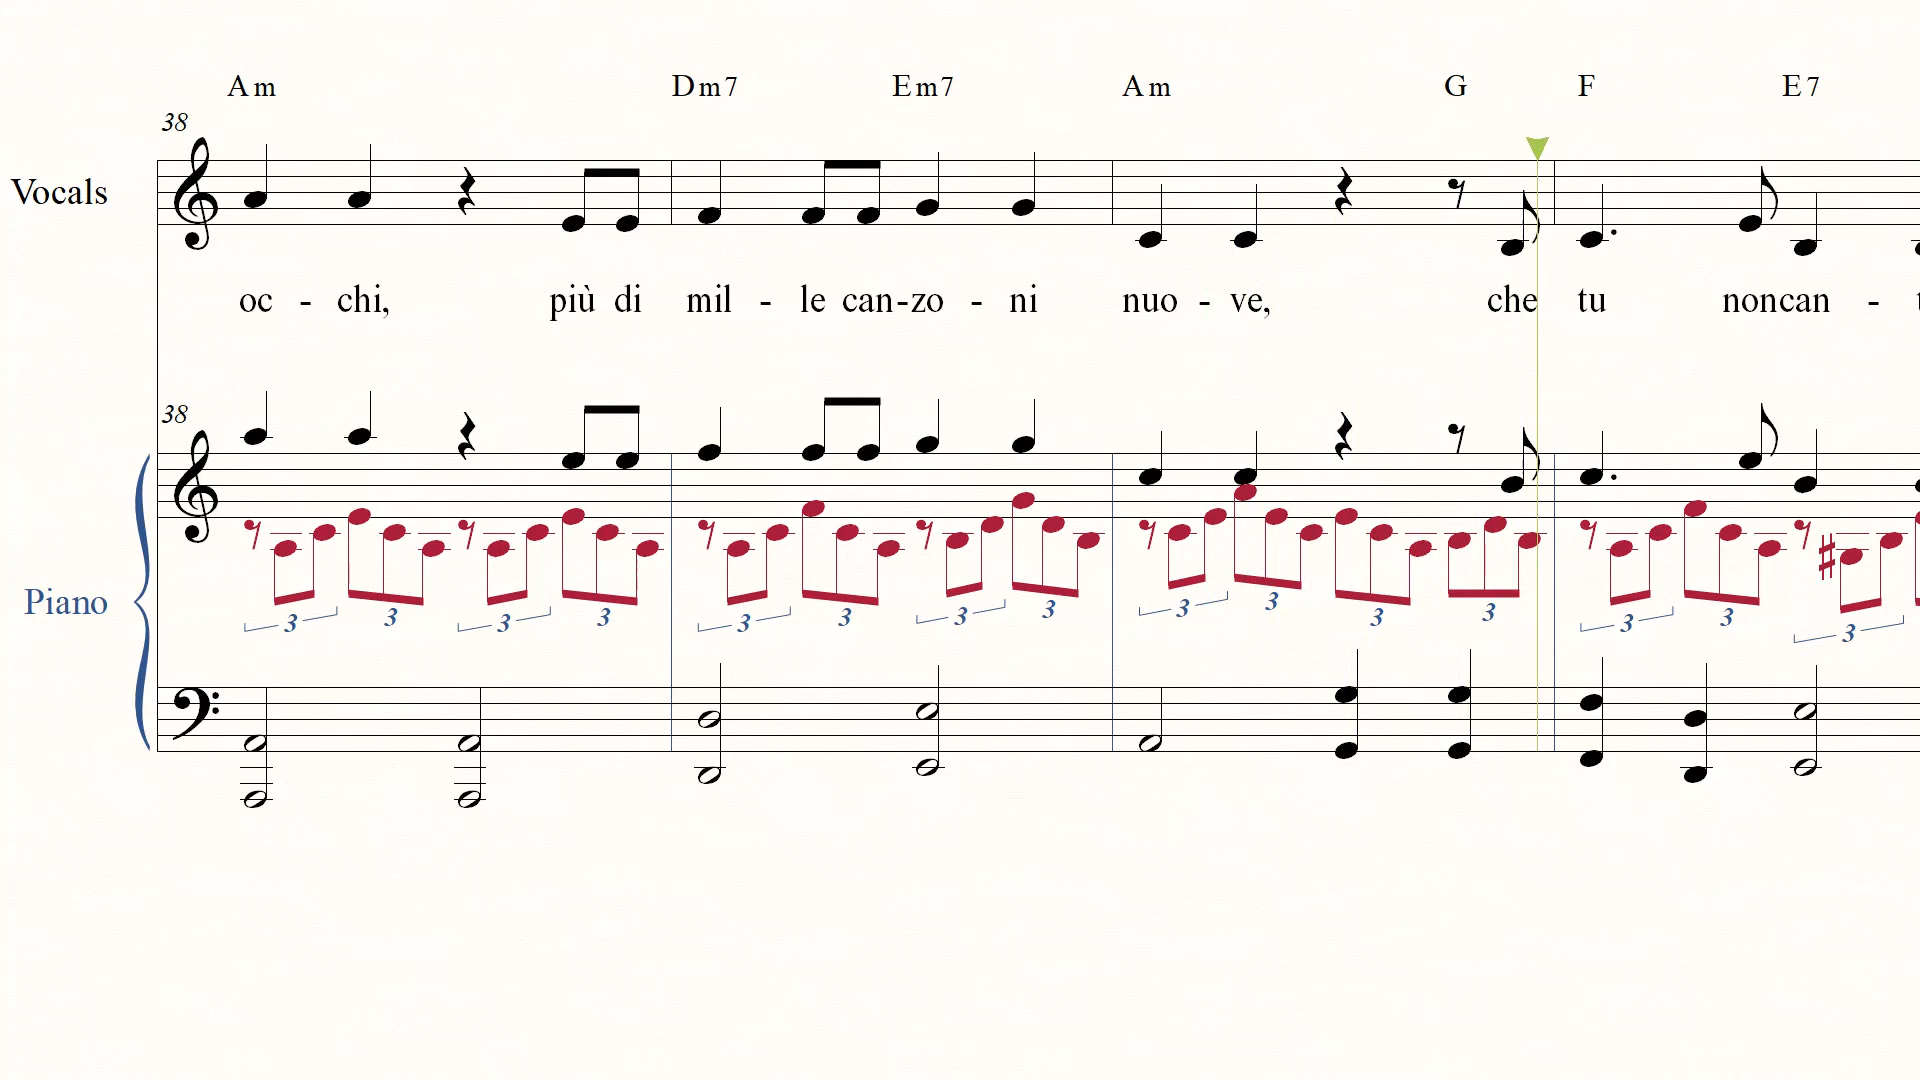 Am Dm7 Em7 Am G F E7
38
Vocals
oc - chi, più di mil - le can-zo - ni nuo - ve, che tu noncan -
38
Piano
3 3 3 3 3 3 3 3 3 3 3 3 3 3 3